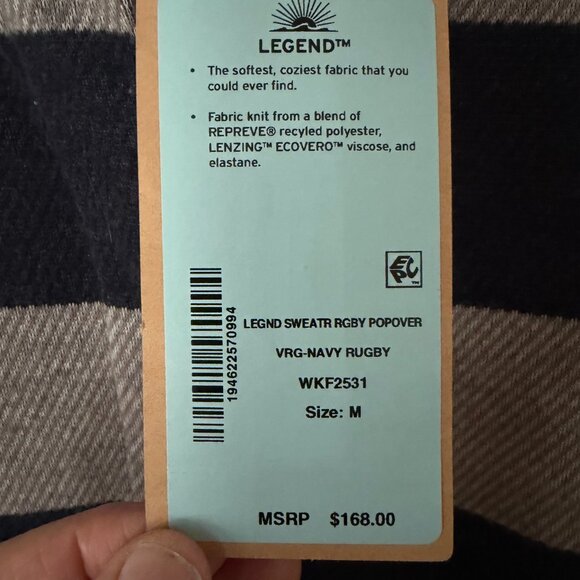 LEGEND™
• The softest, coziest fabric that you
could ever find.
• Fabric knit from a blend of
REPREVE® recyled polyester,
LENZING™ ECOVERO™ viscose, and
elastane.
EPC™
194622570994
LEGND SWEATR RGBY POPOVER
VRG-NAVY RUGBY
WKF2531
Size: M
MSRP $168.00